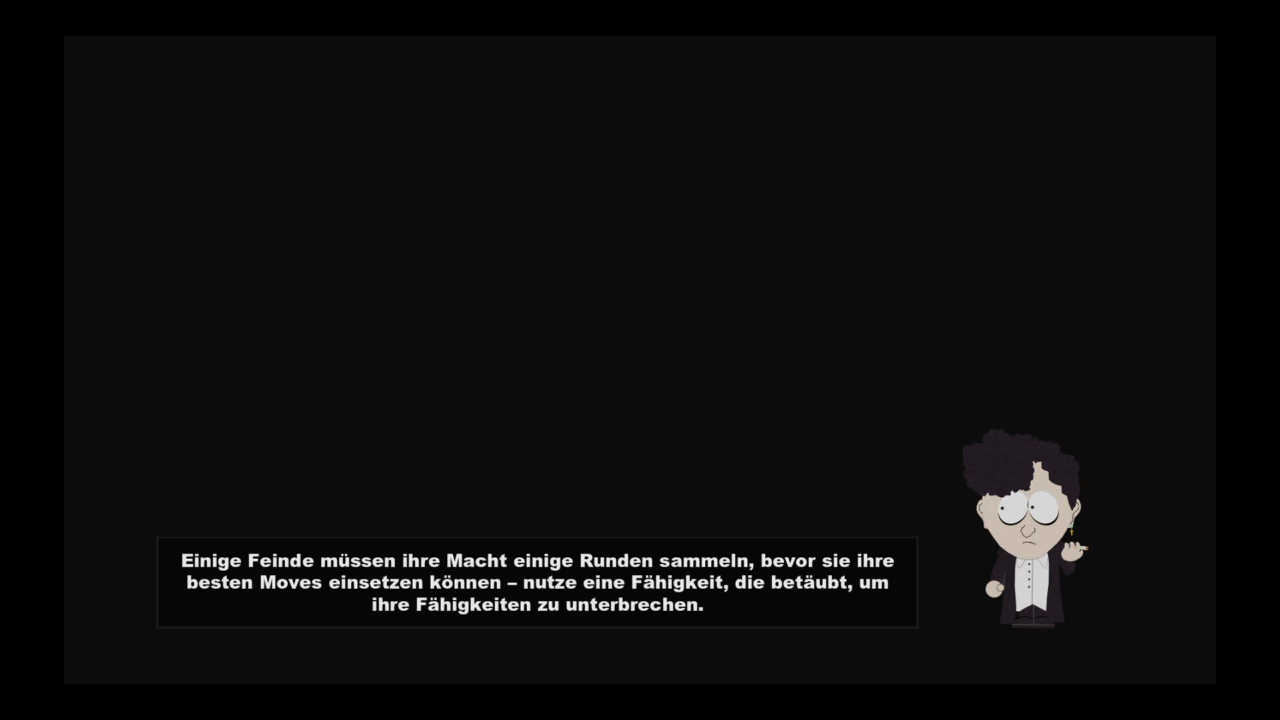 Einige Feinde müssen ihre Macht einige Runden sammeln, bevor sie ihre
besten Moves einsetzen können – nutze eine Fähigkeit, die betäubt, um
ihre Fähigkeiten zu unterbrechen.